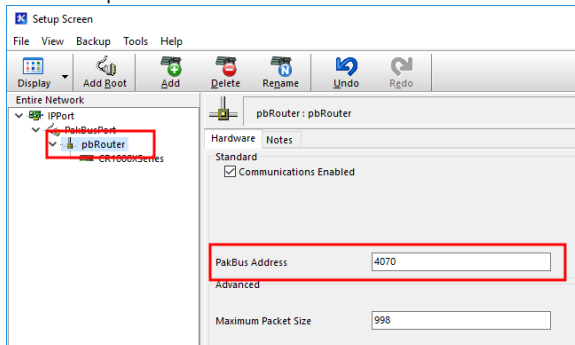 Setup Screen
File View Backup Tools Help
Display Add Root Add Delete Rename Undo Redo
Entire Network
IPPort
PakBusPort
pbRouter
CR1000XSeries
pbRouter : pbRouter
Hardware Notes
Standard
Communications Enabled
PakBus Address 4070
Advanced
Maximum Packet Size 998